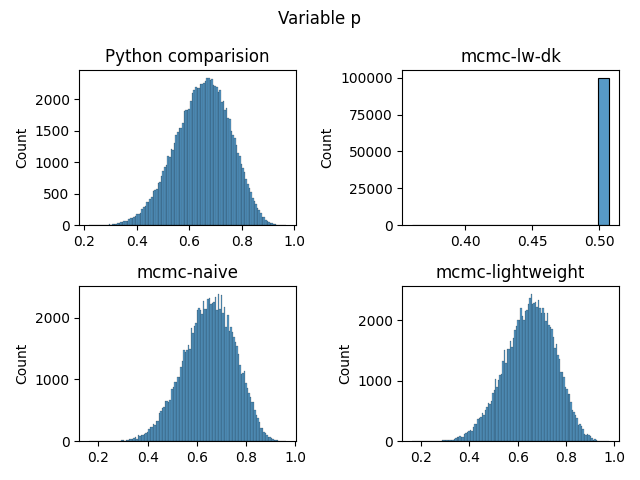 Variable p
Python comparision
Count
2000
1500
1000
500
0
0.2 0.4 0.6 0.8 1.0
mcmc-lw-dk
Count
100000
75000
50000
25000
0
0.40 0.45 0.50
mcmc-naive
Count
2000
1000
0
0.2 0.4 0.6 0.8 1.0
mcmc-lightweight
Count
2000
1000
0
0.2 0.4 0.6 0.8 1.0